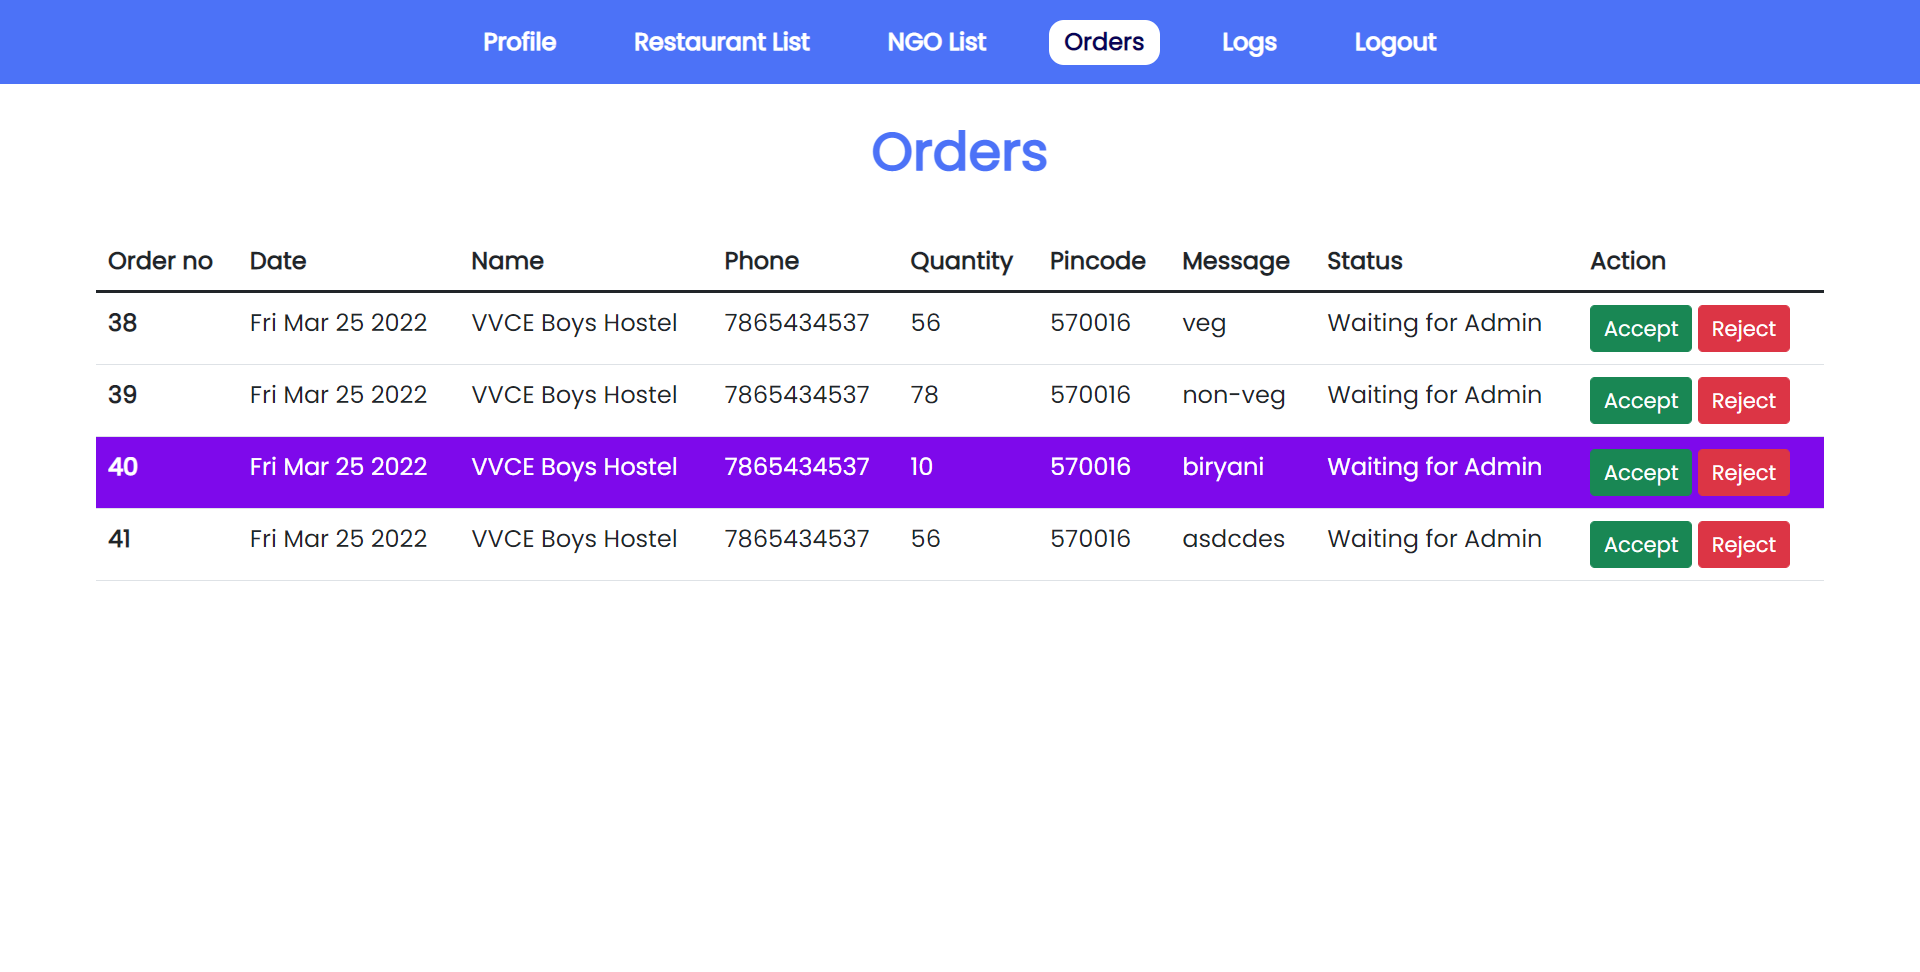 Profile Restaurant List NGO List Orders Logs Logout
Orders
Order no Date Name Phone Quantity Pincode Message Status Action
38 Fri Mar 25 2022 VVCE Boys Hostel 7865434537 56 570016 veg Waiting for Admin Accept Reject
39 Fri Mar 25 2022 VVCE Boys Hostel 7865434537 78 570016 non-veg Waiting for Admin Accept Reject
40 Fri Mar 25 2022 VVCE Boys Hostel 7865434537 10 570016 biryani Waiting for Admin Accept Reject
41 Fri Mar 25 2022 VVCE Boys Hostel 7865434537 56 570016 asdcdes Waiting for Admin Accept Reject